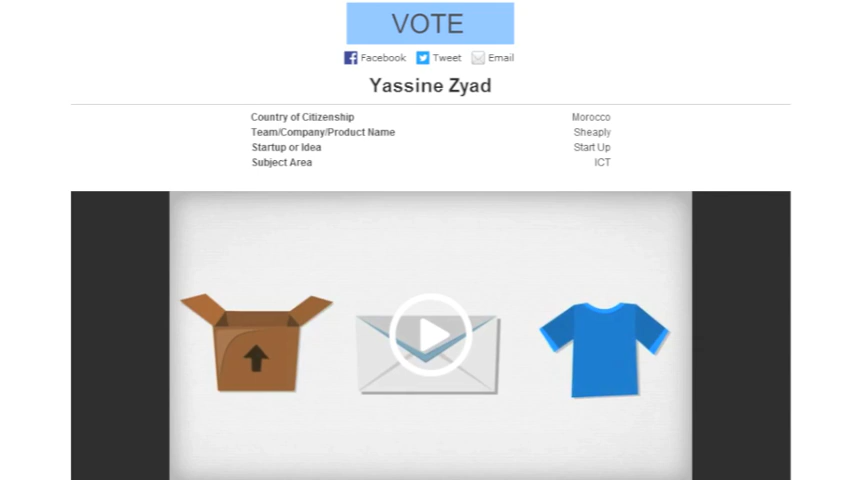 VOTE
Facebook Tweet Email
Yassine Zyad
Country of Citizenship Morocco
Team/Company/Product Name Sheaply
Startup or Idea Start Up
Subject Area ICT